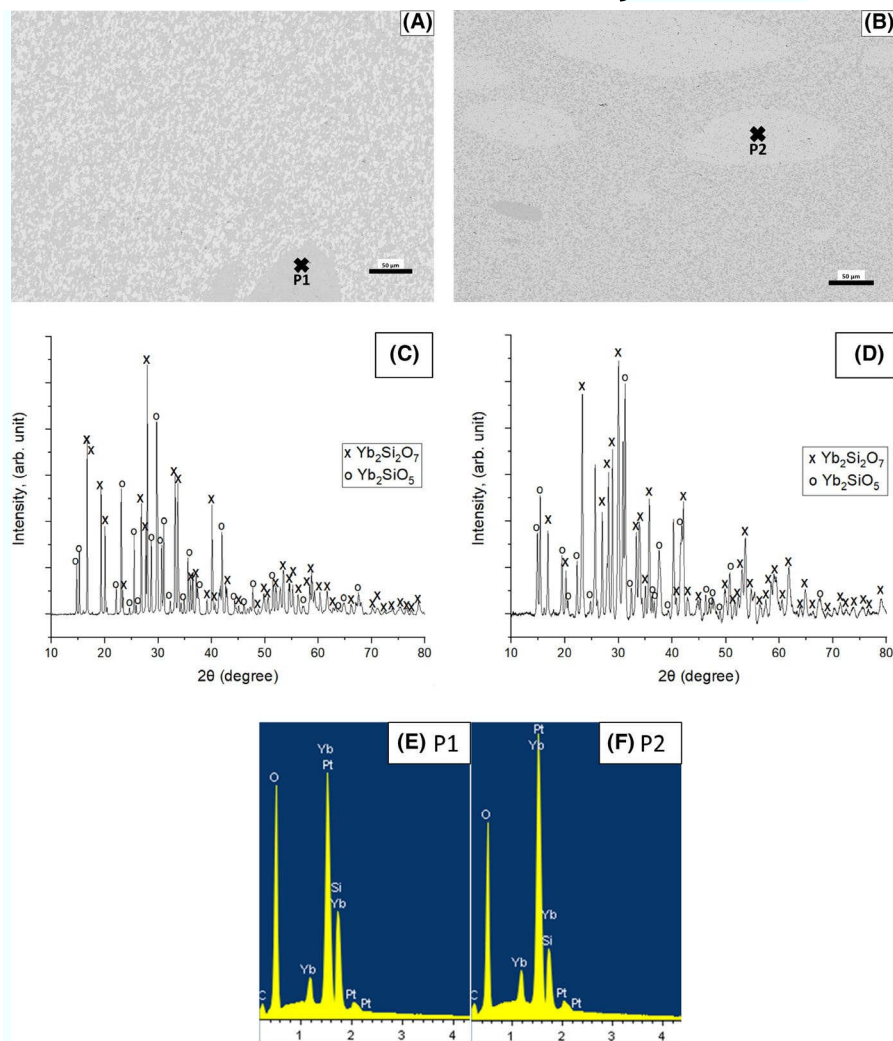 (A)
P1
50 μm
(B)
P2
50 μm
(C)
Intensity, (arb. unit)
x Yb₂Si₂O₇
o Yb₂SiO₅
10 20 30 40 50 60 70 80
2θ (degree)
(D)
Intensity, (arb. unit)
x Yb₂Si₂O₇
o Yb₂SiO₅
10 20 30 40 50 60 70 80
2θ (degree)
(E) P1
Yb
Pt
O
Si
Yb
Yb
C
Pt
Pt
1 2 3 4
(F) P2
Pt
Yb
O
Yb
Si
Yb
C
Pt
Pt
1 2 3 4